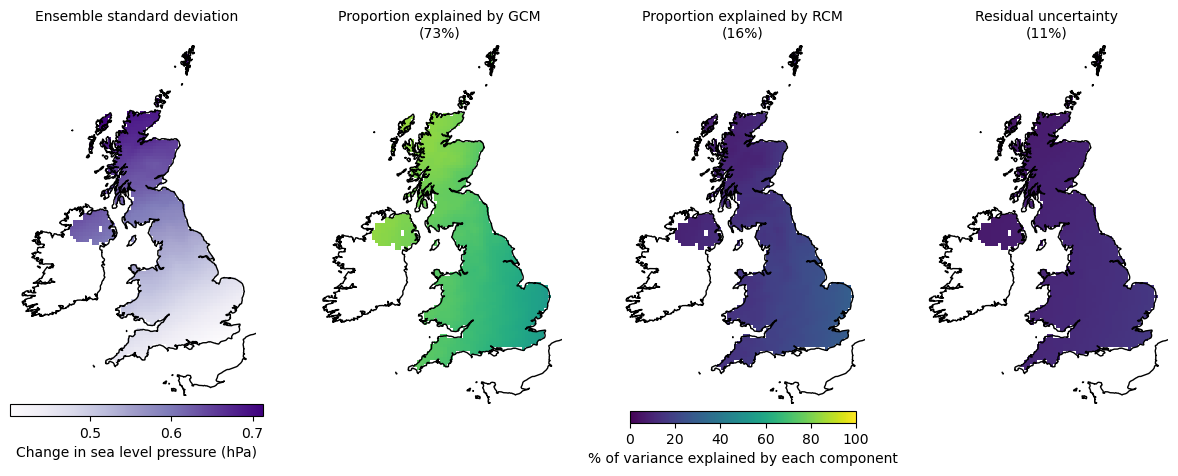 Ensemble standard deviation
Proportion explained by GCM
(73%)
Proportion explained by RCM
(16%)
Residual uncertainty
(11%)
0.5 0.6 0.7
Change in sea level pressure (hPa)
0 20 40 60 80 100
% of variance explained by each component